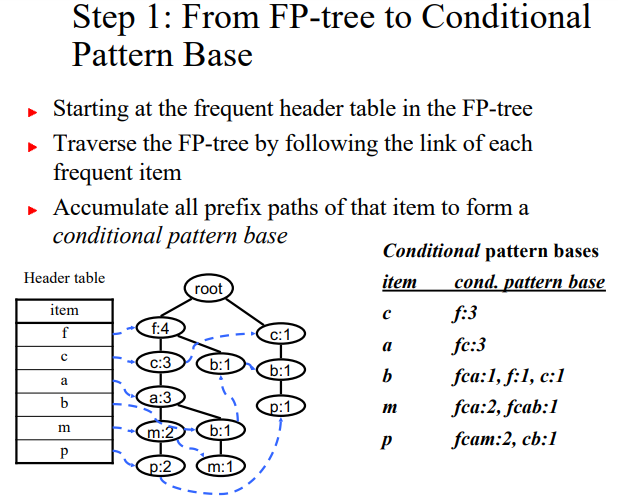 Step 1: From FP-tree to Conditional
Pattern Base
Starting at the frequent header table in the FP-tree
Traverse the FP-tree by following the link of each
frequent item
Accumulate all prefix paths of that item to form a
conditional pattern base
Header table
item
f
c
a
b
m
p
root
f:4
c:1
c:3
b:1
b:1
a:3
p:1
m:2
b:1
p:2
m:1
Conditional pattern bases
item cond. pattern base
c f:3
a fc:3
b fca:1, f:1, c:1
m fca:2, fcab:1
p fcam:2, cb:1